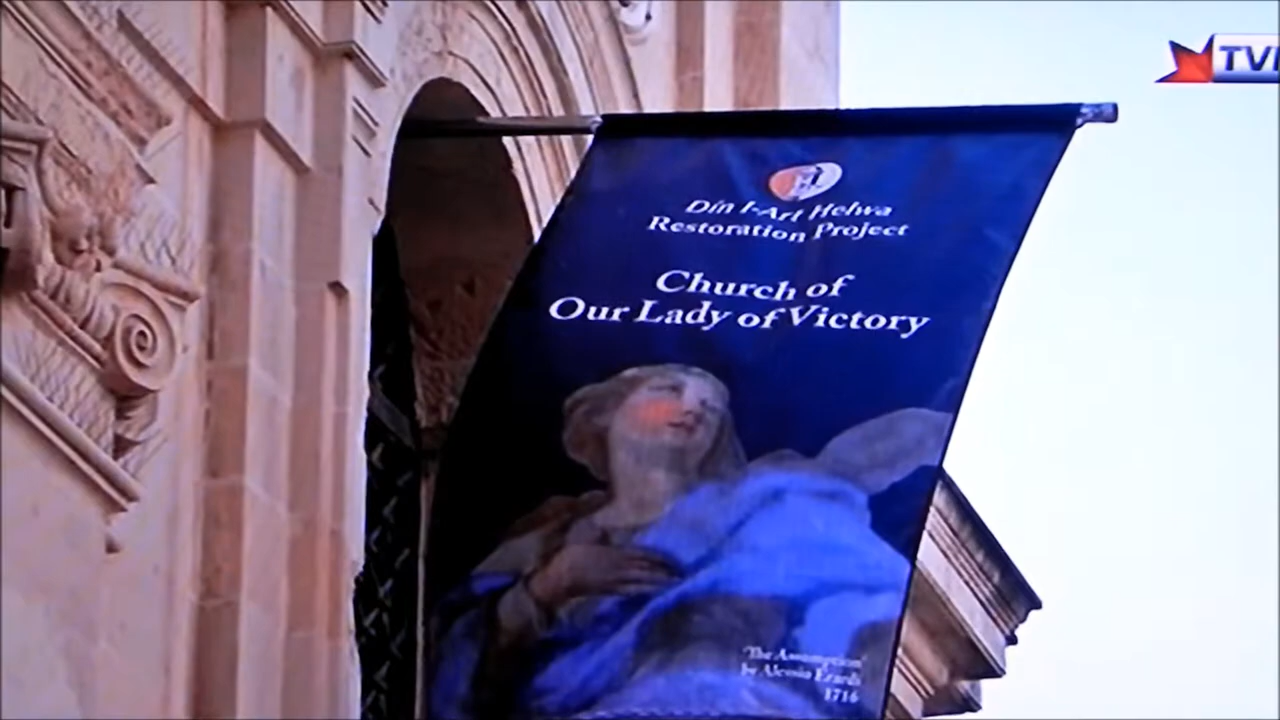 TVM
Din l-Art Ħelwa
Restoration Project
Church of
Our Lady of Victory
'The Assumption'
by Alessio Erardi
1716